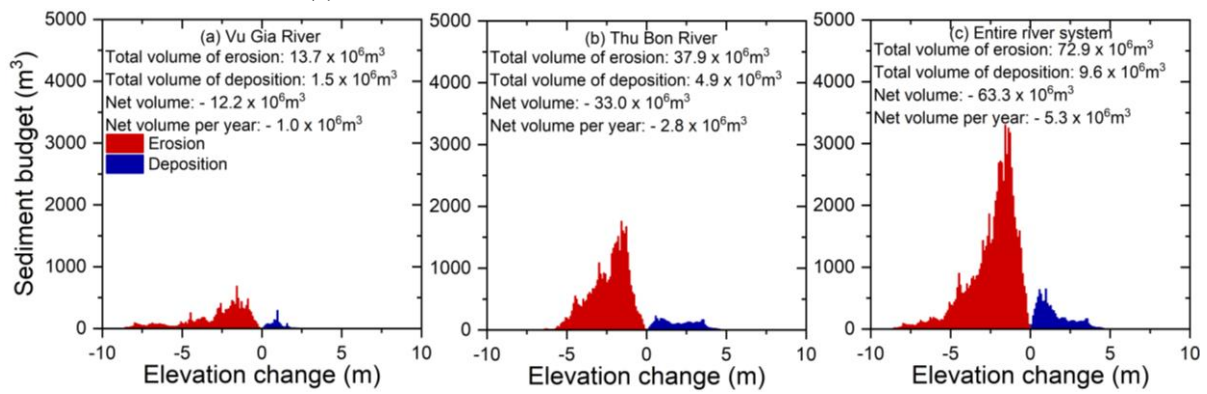 (a) Vu Gia River
Total volume of erosion: 13.7 x 10⁶m³
Total volume of deposition: 1.5 x 10⁶m³
Net volume: - 12.2 x 10⁶m³
Net volume per year: - 1.0 x 10⁶m³
Erosion
Deposition
Sediment budget (m³)
5000
4000
3000
2000
1000
0
-10
-5
0
5
10
Elevation change (m)
(b) Thu Bon River
Total volume of erosion: 37.9 x 10⁶m³
Total volume of deposition: 4.9 x 10⁶m³
Net volume: - 33.0 x 10⁶m³
Net volume per year: - 2.8 x 10⁶m³
5000
4000
3000
2000
1000
0
-10
-5
0
5
10
Elevation change (m)
(c) Entire river system
Total volume of erosion: 72.9 x 10⁶m³
Total volume of deposition: 9.6 x 10⁶m³
Net volume: - 63.3 x 10⁶m³
Net volume per year: - 5.3 x 10⁶m³
5000
4000
3000
2000
1000
0
-10
-5
0
5
10
Elevation change (m)